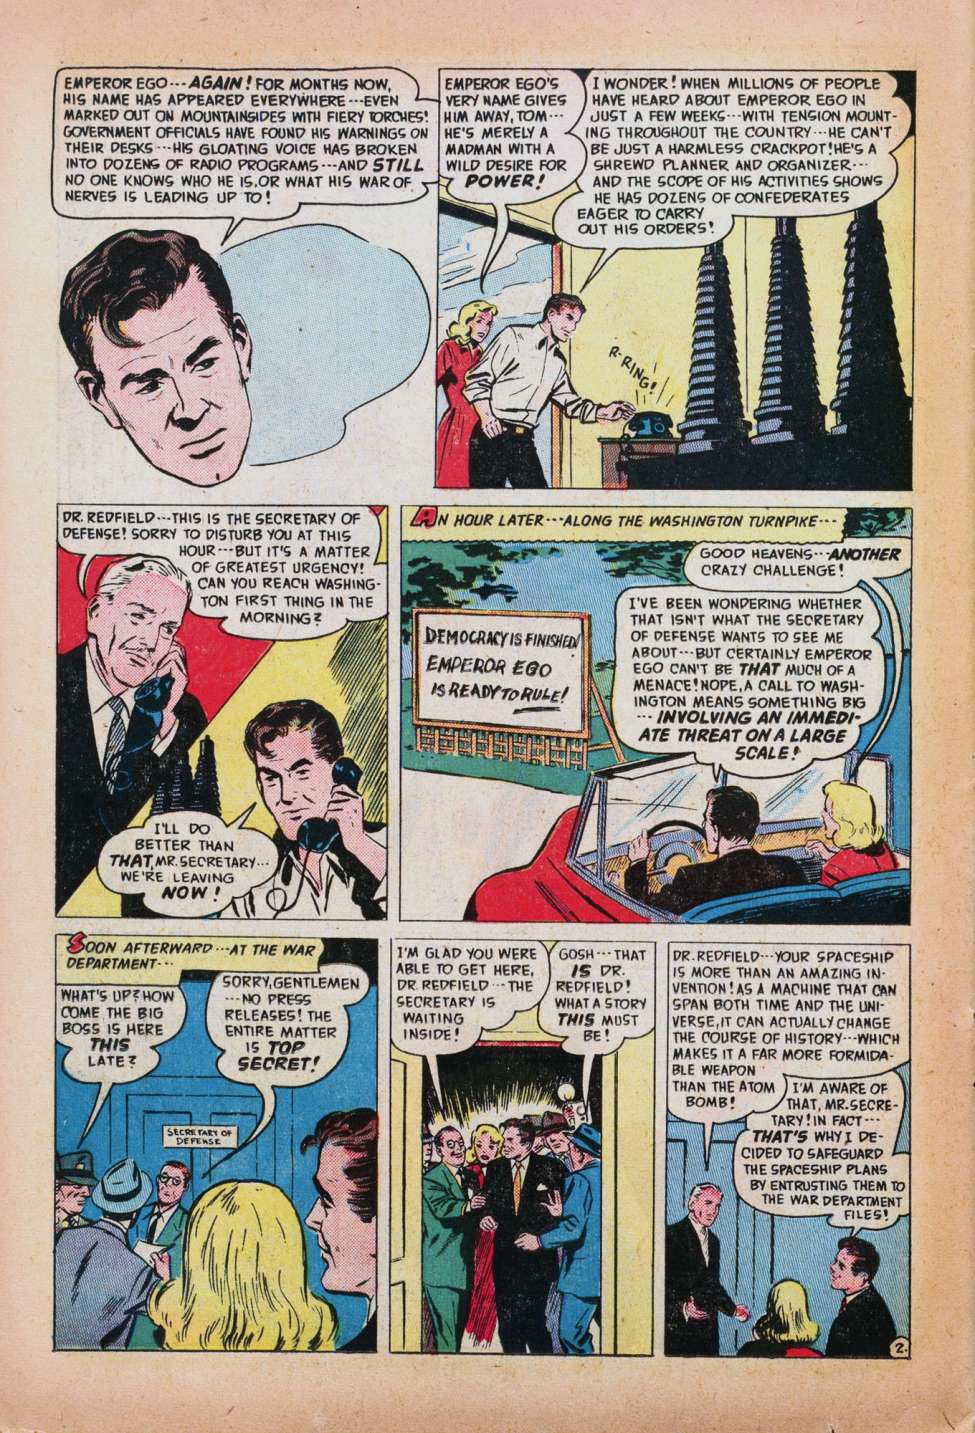 EMPEROR EGO---AGAIN! FOR MONTHS NOW,
HIS NAME HAS APPEARED EVERYWHERE---EVEN
MARKED OUT ON MOUNTAINSIDES WITH FIERY TORCHES!
GOVERNMENT OFFICIALS HAVE FOUND HIS WARNINGS ON
THEIR DESKS---HIS GLOATING VOICE HAS BROKEN
INTO DOZENS OF RADIO PROGRAMS---AND STILL
NO ONE KNOWS WHO HE IS, OR WHAT HIS WAR OF
NERVES IS LEADING UP TO!
EMPEROR EGO'S
VERY NAME GIVES
HIM AWAY, TOM---
HE'S MERELY A
MADMAN WITH A
WILD DESIRE FOR
POWER!
I WONDER! WHEN MILLIONS OF PEOPLE
HAVE HEARD ABOUT EMPEROR EGO IN
JUST A FEW WEEKS---WITH TENSION MOUNT-
ING THROUGHOUT THE COUNTRY---HE CAN'T
BE JUST A HARMLESS CRACKPOT! HE'S A
SHREWD PLANNER AND ORGANIZER---
AND THE SCOPE OF HIS ACTIVITIES SHOWS
HE HAS DOZENS OF CONFEDERATES
EAGER TO CARRY
OUT HIS ORDERS!
R-RING!
DR. REDFIELD---THIS IS THE SECRETARY OF
DEFENSE! SORRY TO DISTURB YOU AT THIS
HOUR---BUT IT'S A MATTER
OF GREATEST URGENCY!
CAN YOU REACH WASHING-
TON FIRST THING IN THE
MORNING?
I'LL DO
BETTER THAN
THAT, MR. SECRETARY---
WE'RE LEAVING
NOW!
AN HOUR LATER---ALONG THE WASHINGTON TURNPIKE---
GOOD HEAVENS---ANOTHER
CRAZY CHALLENGE!
DEMOCRACY IS FINISHED!
EMPEROR EGO
IS READY TO RULE!
I'VE BEEN WONDERING WHETHER
THAT ISN'T WHAT THE SECRETARY
OF DEFENSE WANTS TO SEE ME
ABOUT---BUT CERTAINLY EMPEROR
EGO CAN'T BE THAT MUCH OF A
MENACE! NOPE, A CALL TO WASH-
INGTON MEANS SOMETHING BIG
---INVOLVING AN IMMEDI-
ATE THREAT ON A LARGE
SCALE!
SOON AFTERWARD---AT THE WAR
DEPARTMENT---
WHAT'S UP? HOW
COME THE BIG
BOSS IS HERE
THIS
LATE?
SORRY, GENTLEMEN
---NO PRESS
RELEASES! THE
ENTIRE MATTER
IS TOP
SECRET!
SECRETARY OF
DEFENSE
I'M GLAD YOU WERE
ABLE TO GET HERE,
DR. REDFIELD---THE
SECRETARY IS
WAITING
INSIDE!
GOSH---THAT
IS DR.
REDFIELD!
WHAT A STORY
THIS MUST
BE!
DR. REDFIELD---YOUR SPACESHIP
IS MORE THAN AN AMAZING IN-
VENTION! AS A MACHINE THAT CAN
SPAN BOTH TIME AND THE UNI-
VERSE, IT CAN ACTUALLY CHANGE
THE COURSE OF HISTORY---WHICH
MAKES IT A FAR MORE FORMIDA-
BLE WEAPON
THAN THE ATOM
BOMB!
I'M AWARE OF
THAT, MR. SECRE-
TARY! IN FACT---
THAT'S WHY I DE-
CIDED TO SAFEGUARD
THE SPACESHIP PLANS
BY ENTRUSTING THEM TO
THE WAR DEPARTMENT
FILES!
2.